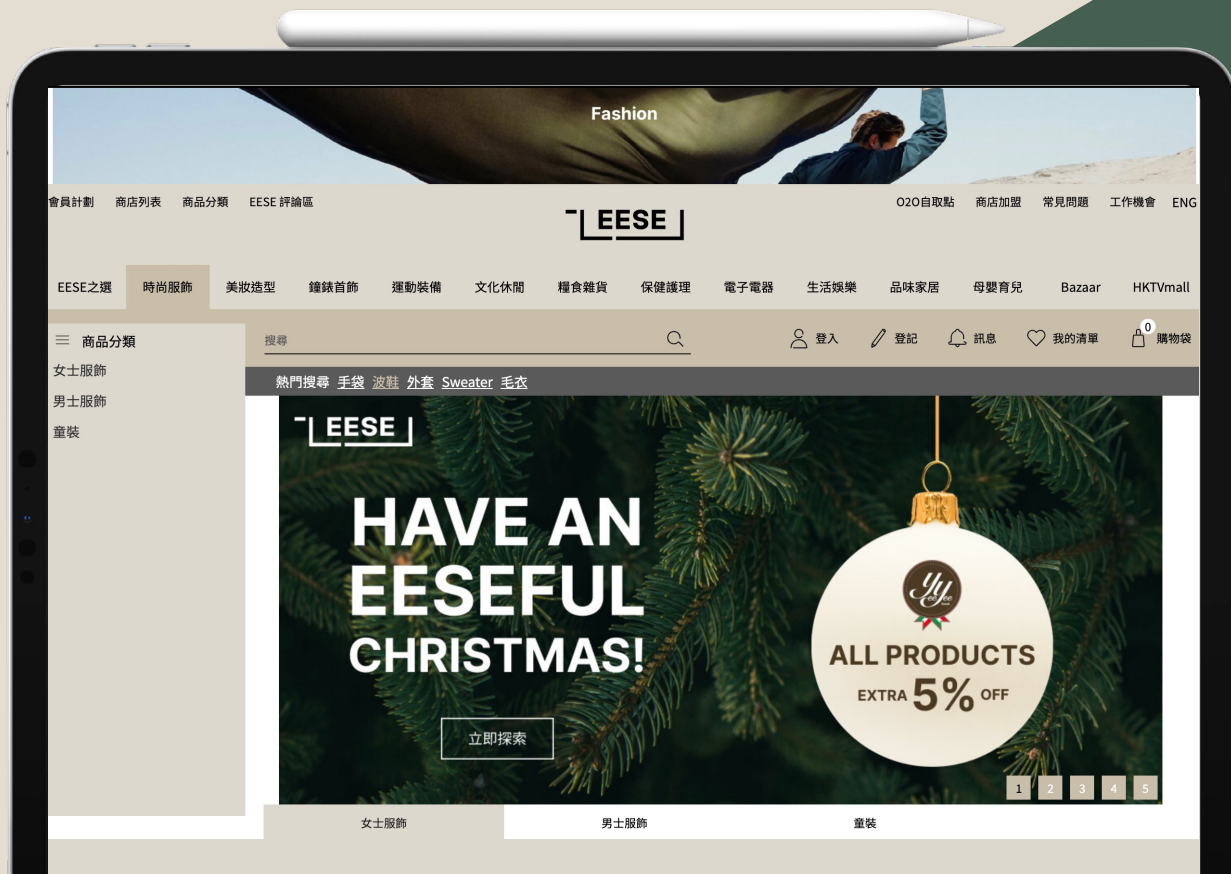 Fashion
會員計劃 商店列表 商品分類 EESE 評論區
O2O自取點 商店加盟 常見問題 工作機會 ENG
EESE
EESE之選 時尚服飾 美妝造型 鐘錶首飾 運動裝備 文化休閒 糧食雜貨 保健護理 電子電器 生活娛樂 品味家居 母嬰育兒 Bazaar HKTVmall
商品分類
女士服飾
男士服飾
童裝
搜尋
登入 登記 訊息 我的清單 0 購物袋
熱門搜尋 手袋 波鞋 外套 Sweater 毛衣
EESE
HAVE AN
EESEFUL
CHRISTMAS!
立即探索
ALL PRODUCTS
EXTRA 5% OFF
1 2 3 4 5
女士服飾 男士服飾 童裝